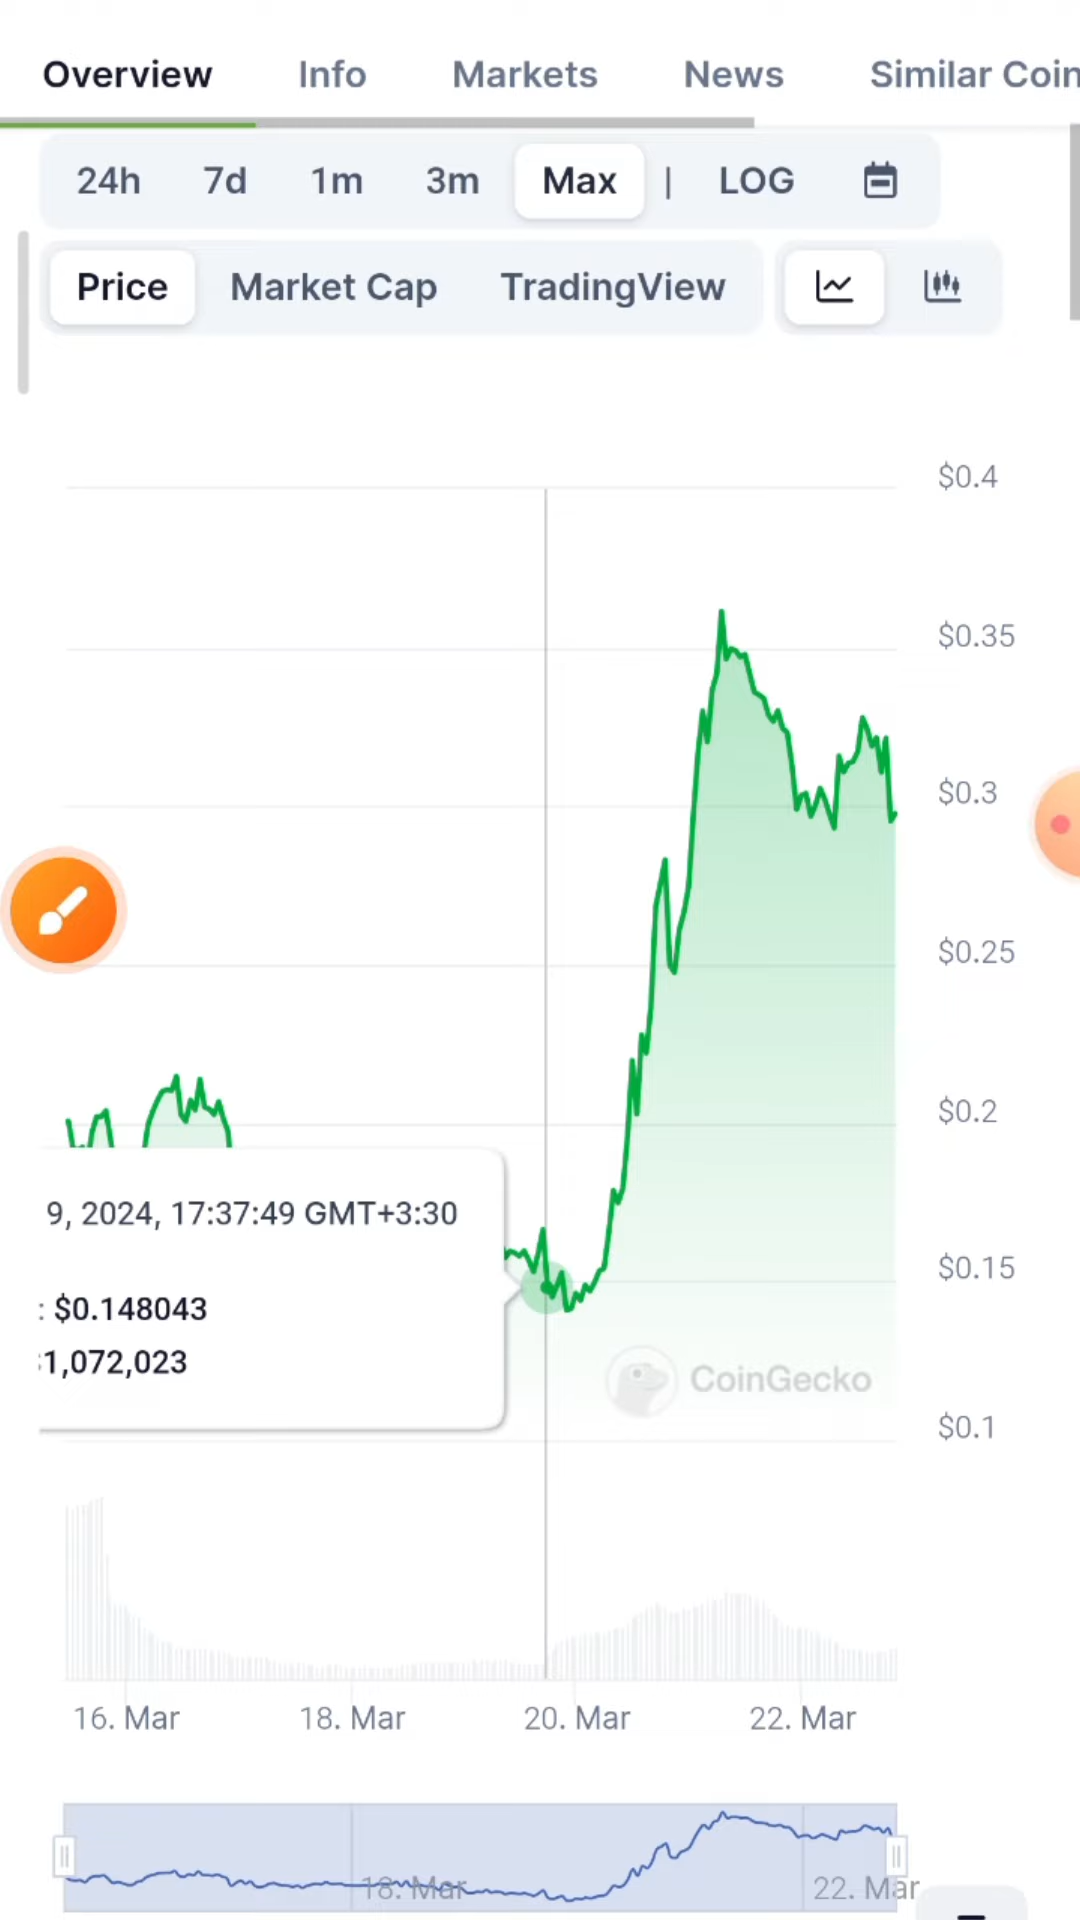 Overview Info Markets News Similar Coin
24h 7d 1m 3m Max | LOG
Price Market Cap TradingView
$0.4
$0.35
$0.3
$0.25
$0.2
9, 2024, 17:37:49 GMT+3:30
$0.15
: $0.148043
1,072,023
CoinGecko
$0.1
16. Mar 18. Mar 20. Mar 22. Mar
18. Mar 22. Mar